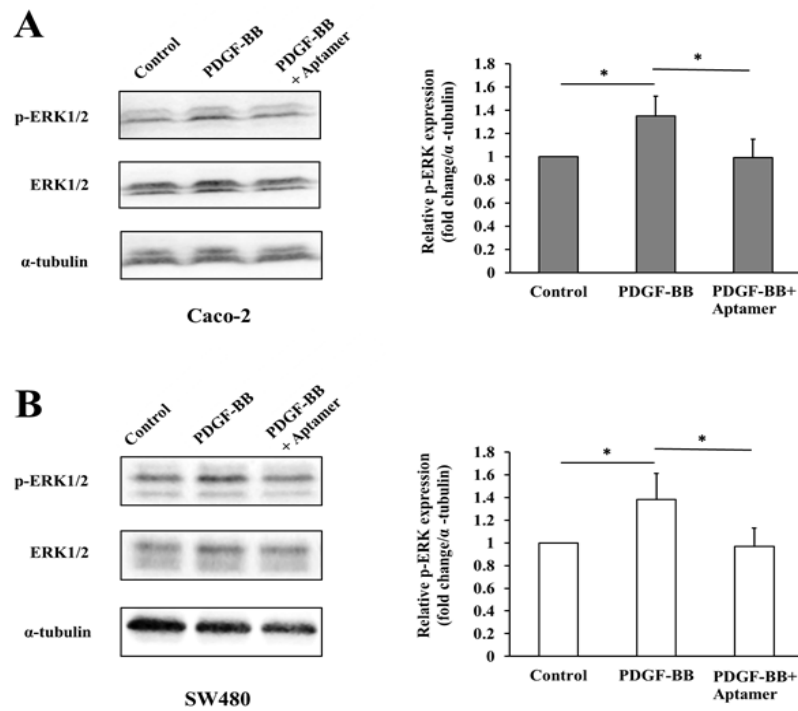 A
Control
PDGF-BB
PDGF-BB
+ Aptamer
p-ERK1/2
ERK1/2
α-tubulin
Caco-2
Relative p-ERK expression
(fold change/α -tubulin)
1.8
1.6
1.4
1.2
1
0.8
0.6
0.4
0.2
0
*
*
Control
PDGF-BB
PDGF-BB+
Aptamer
B
Control
PDGF-BB
PDGF-BB
+ Aptamer
p-ERK1/2
ERK1/2
α-tubulin
SW480
Relative p-ERK expression
(fold change/α -tubulin)
1.8
1.6
1.4
1.2
1
0.8
0.6
0.4
0.2
0
*
*
Control
PDGF-BB
PDGF-BB+
Aptamer